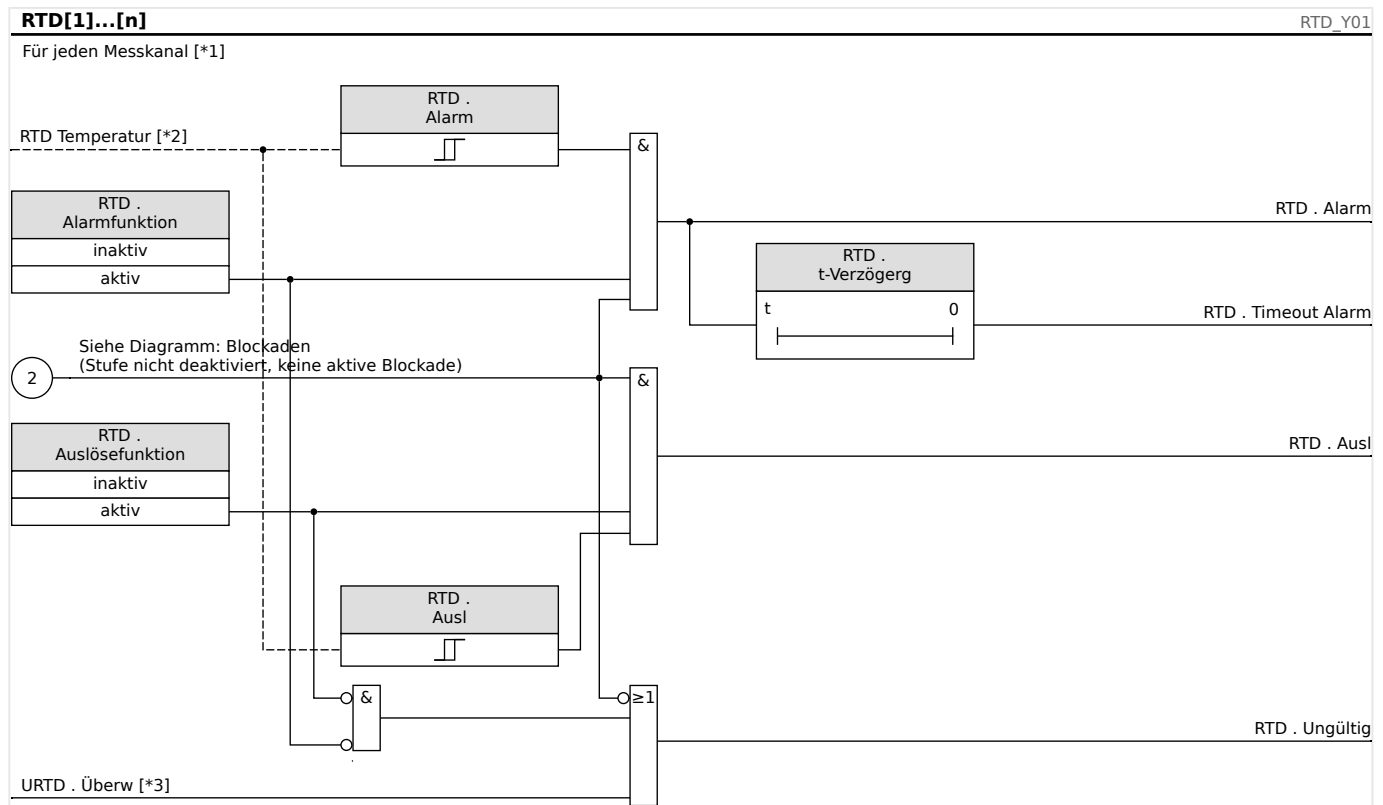 RTD[1]...[n]
RTD_Y01
Für jeden Messkanal [*1]
RTD .
Alarm
RTD Temperatur [*2]
&
RTD .
Alarmfunktion
inaktiv
aktiv
RTD . Alarm
RTD .
t-Verzögerg
t 0
RTD . Timeout Alarm
Siehe Diagramm: Blockaden
(Stufe nicht deaktiviert, keine aktive Blockade)
2
&
RTD .
Auslösefunktion
inaktiv
aktiv
RTD . Ausl
RTD .
Ausl
&
≥1
RTD . Ungültig
URTD . Überw [*3]